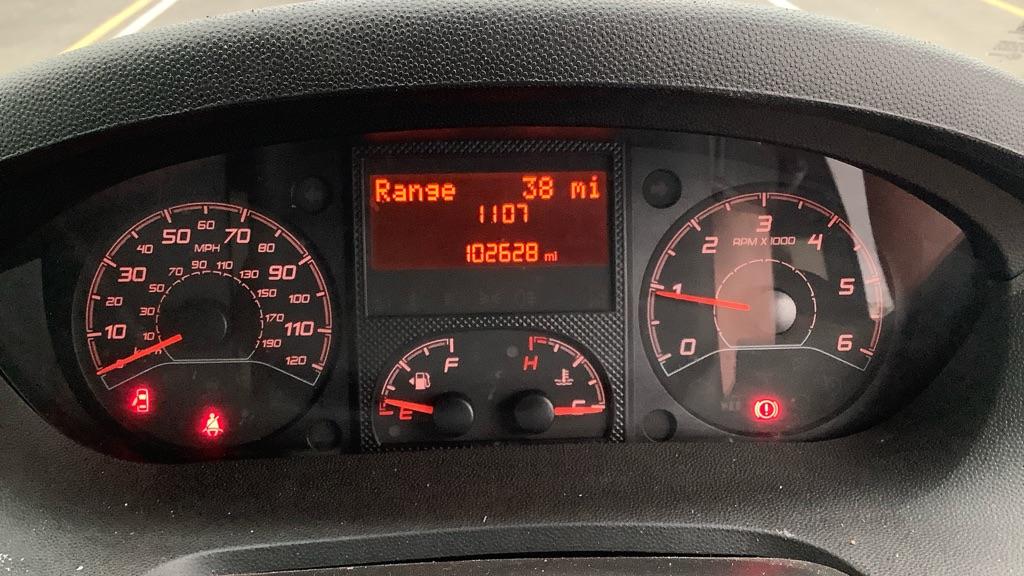 Range 38 mi
1107
102628 mi
10 20 30 40 50 60 70 80 90 100 110 120
MPH
10 30 50 70 90 110 130 150 170 190
0 1 2 3 4 5 6
RPM X 1000
E F
H C